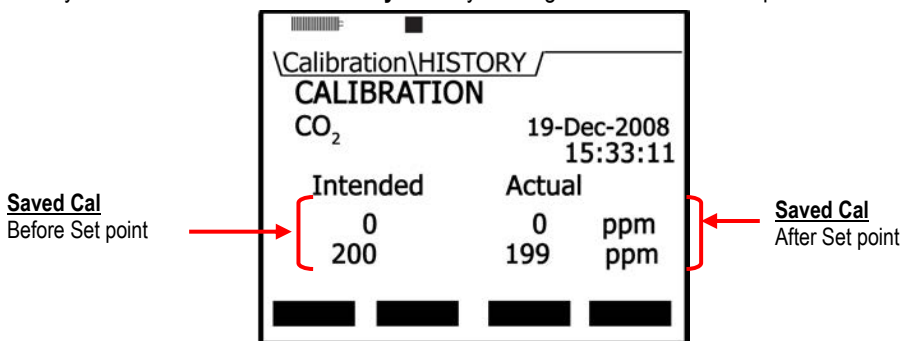 \Calibration\HISTORY /
CALIBRATION
CO₂ 19-Dec-2008
15:33:11
Intended Actual
0 0 ppm
200 199 ppm
Saved Cal
Before Set point
Saved Cal
After Set point